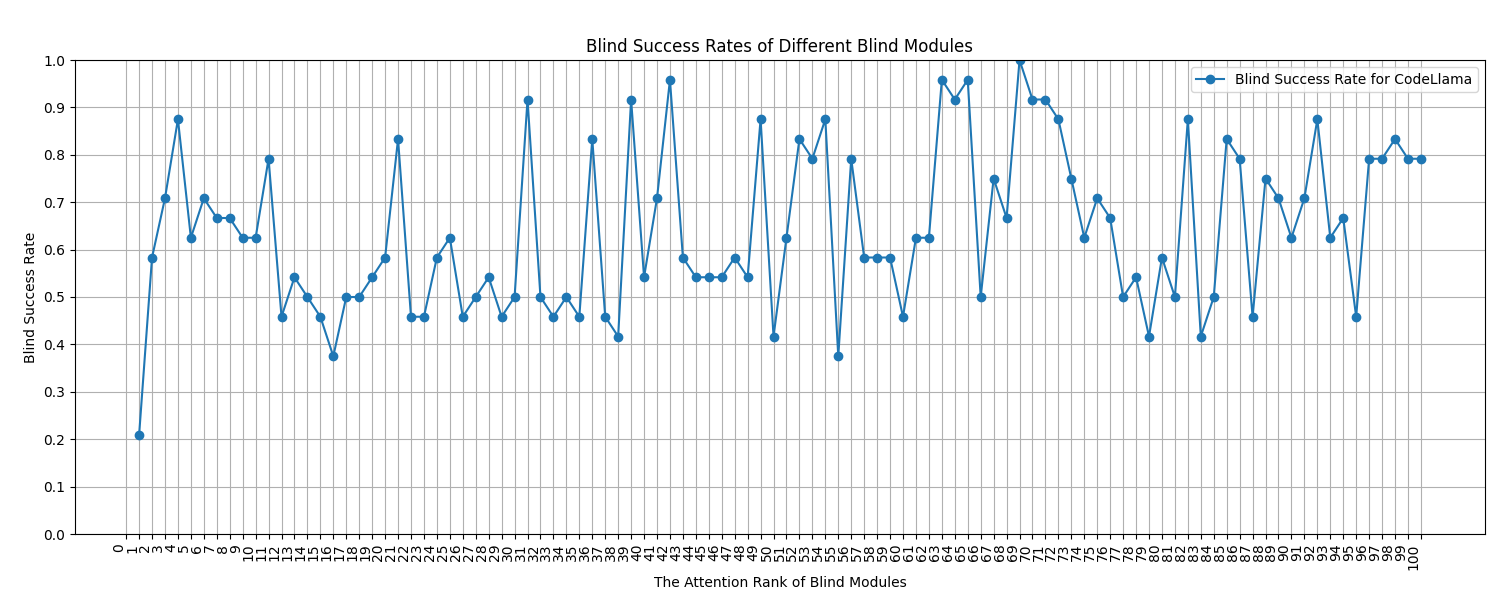 Blind Success Rates of Different Blind Modules
Blind Success Rate for CodeLlama
Blind Success Rate
1.0
0.9
0.8
0.7
0.6
0.5
0.4
0.3
0.2
0.1
0.0
0 1 2 3 4 5 6 7 8 9 10 11 12 13 14 15 16 17 18 19 20 21 22 23 24 25 26 27 28 29 30 31 32 33 34 35 36 37 38 39 40 41 42 43 44 45 46 47 48 49 50 51 52 53 54 55 56 57 58 59 60 61 62 63 64 65 66 67 68 69 70 71 72 73 74 75 76 77 78 79 80 81 82 83 84 85 86 87 88 89 90 91 92 93 94 95 96 97 98 99 100
The Attention Rank of Blind Modules